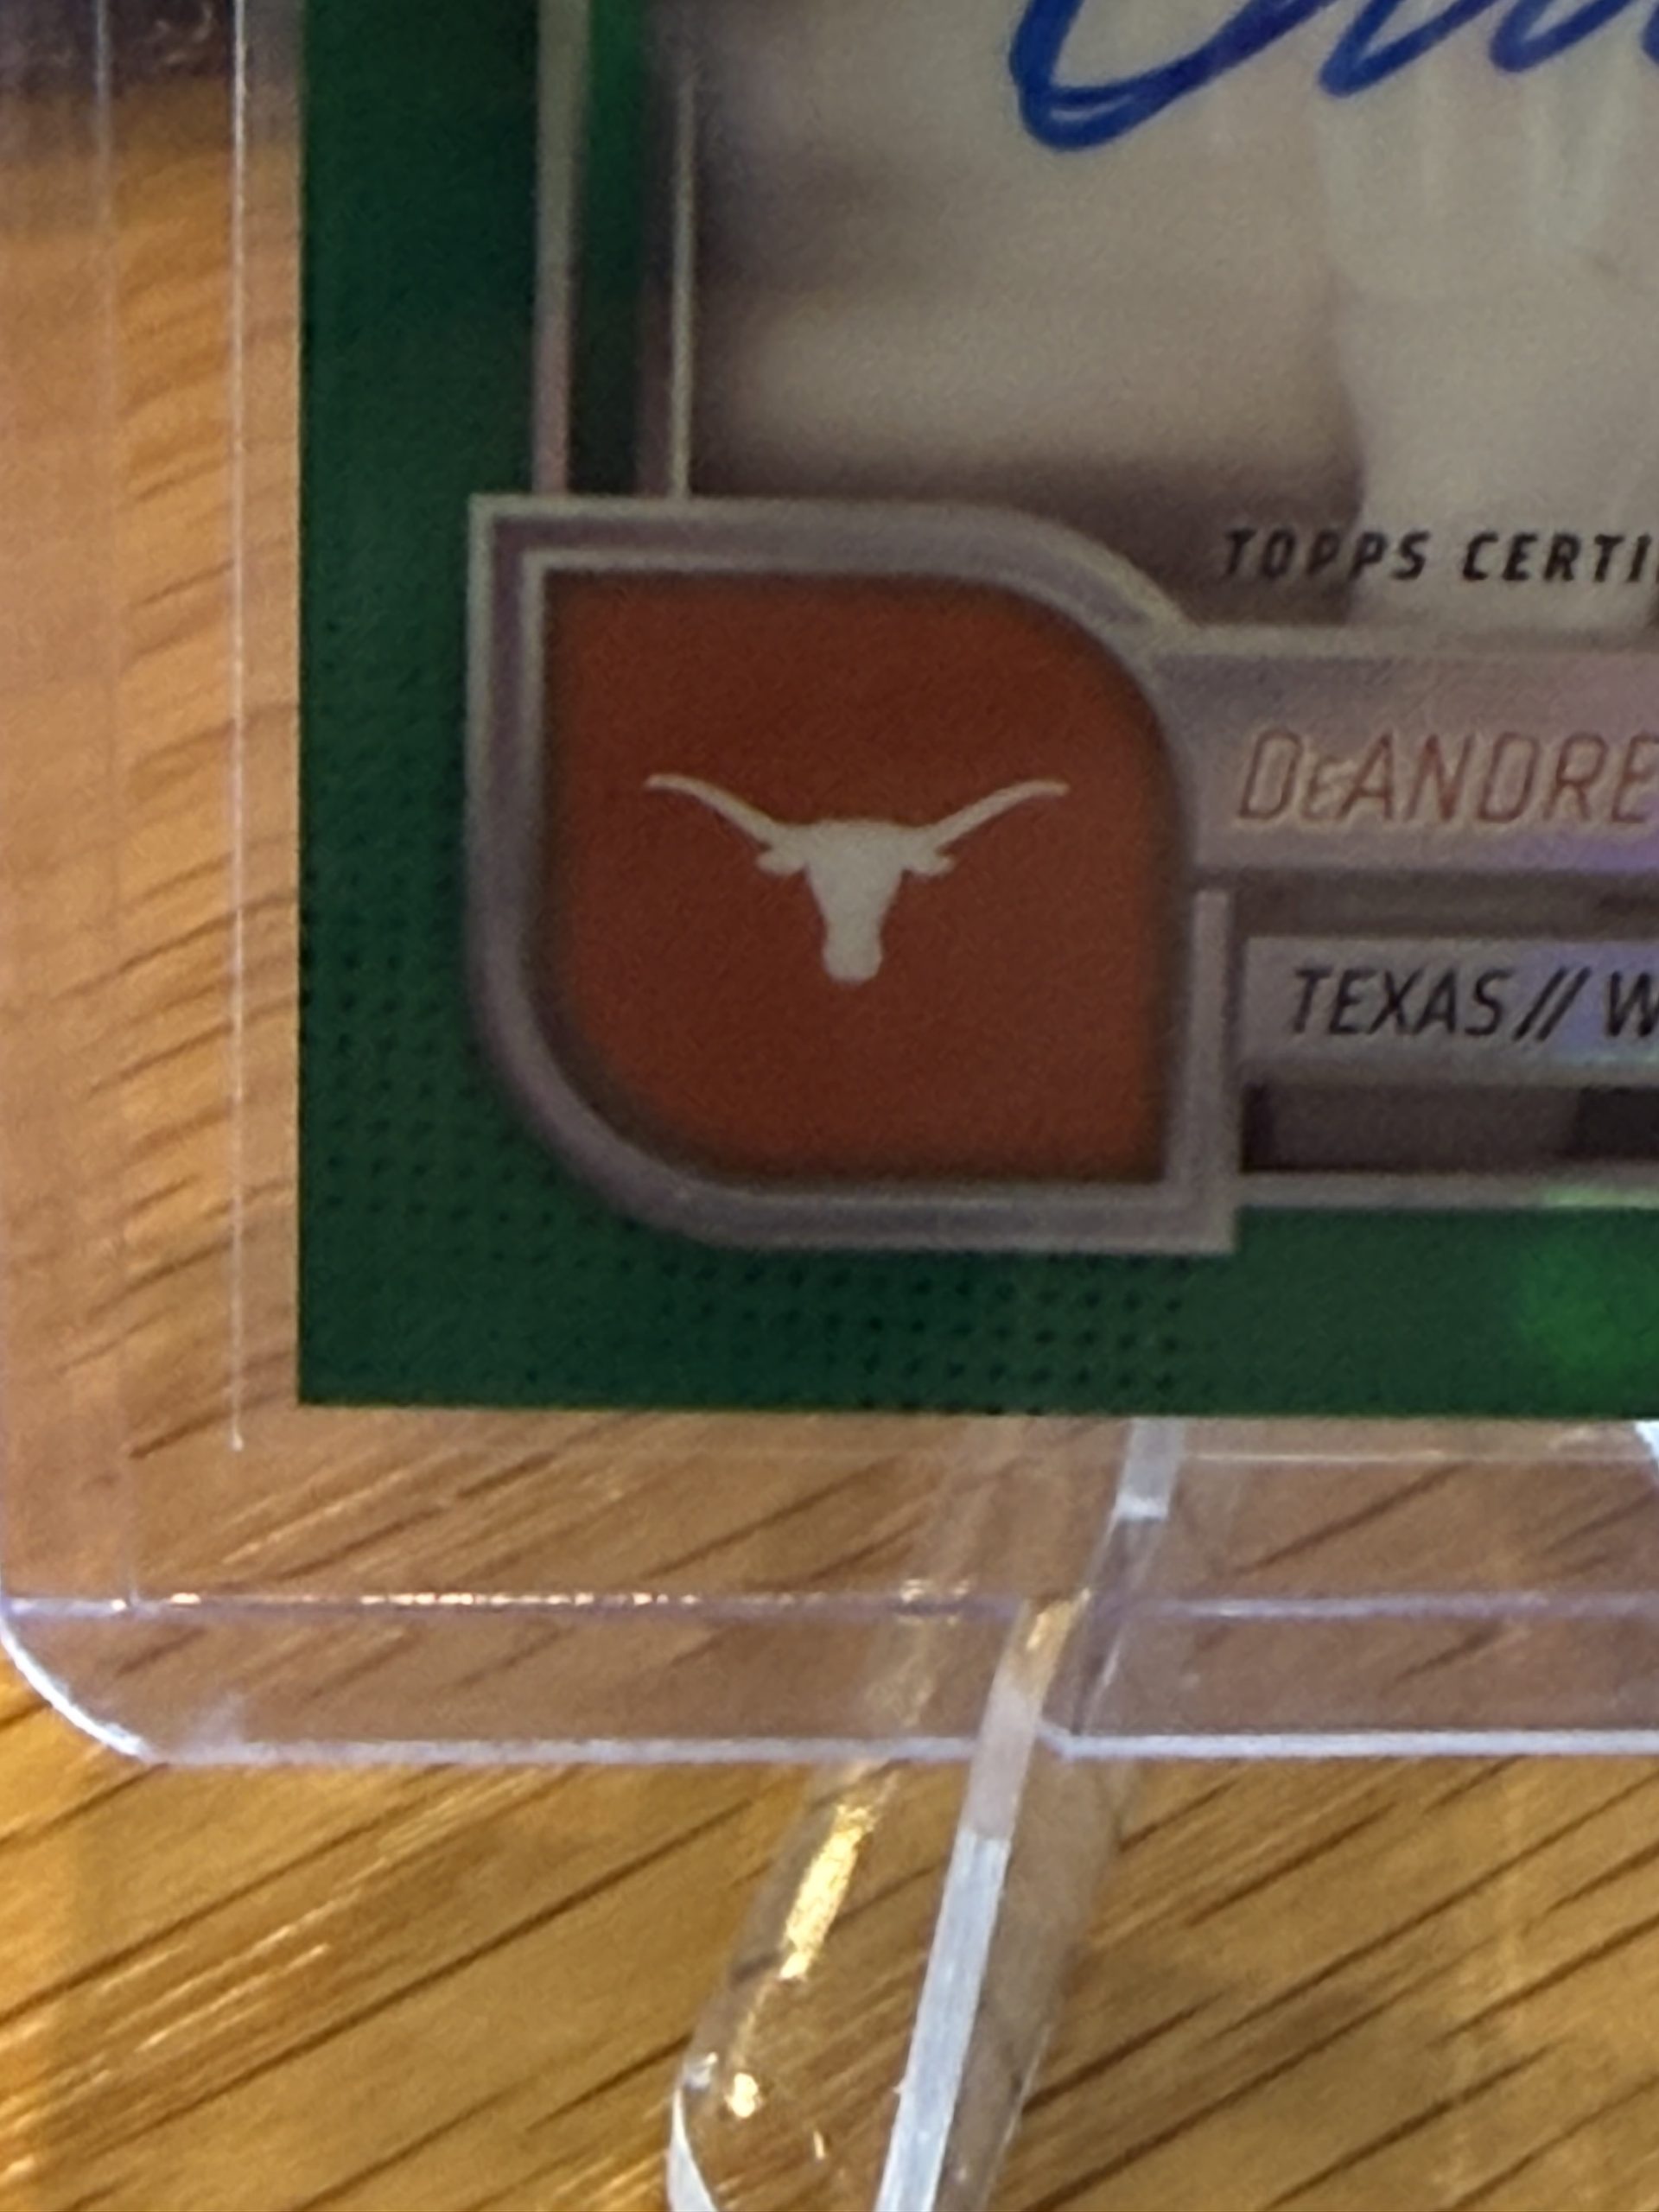 TOPPS CERTI
DeANDRE
TEXAS // W